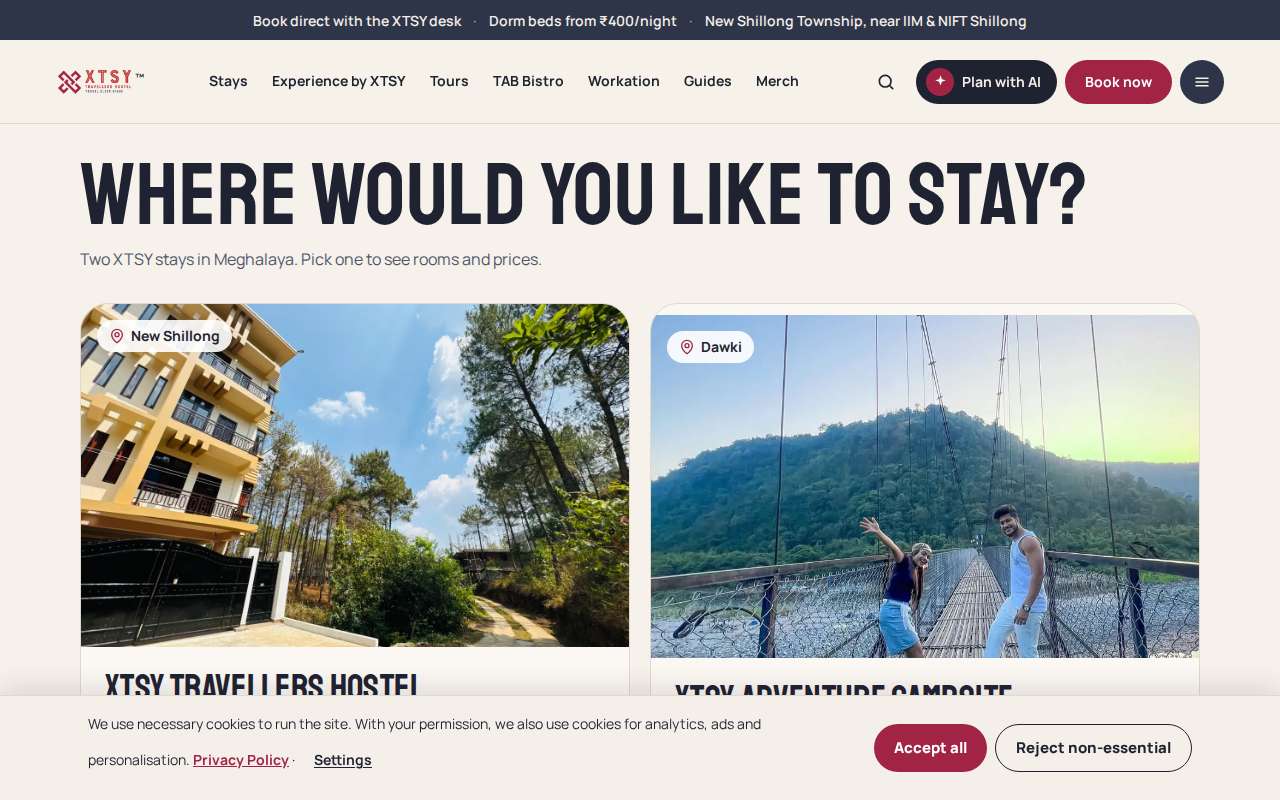 Book direct with the XTSY desk · Dorm beds from ₹400/night · New Shillong Township, near IIM & NIFT Shillong
XTSY ™
TRAVELLERS HOSTEL
Stays Experience by XTSY Tours TAB Bistro Workation Guides Merch Plan with AI Book now
WHERE WOULD YOU LIKE TO STAY?
Two XTSY stays in Meghalaya. Pick one to see rooms and prices.
New Shillong
Dawki
XTSY TRAVELLERS HOSTEL
XTSY ADVENTURE CAMPSITE
We use necessary cookies to run the site. With your permission, we also use cookies for analytics, ads and
personalisation. Privacy Policy · Settings
Accept all Reject non-essential